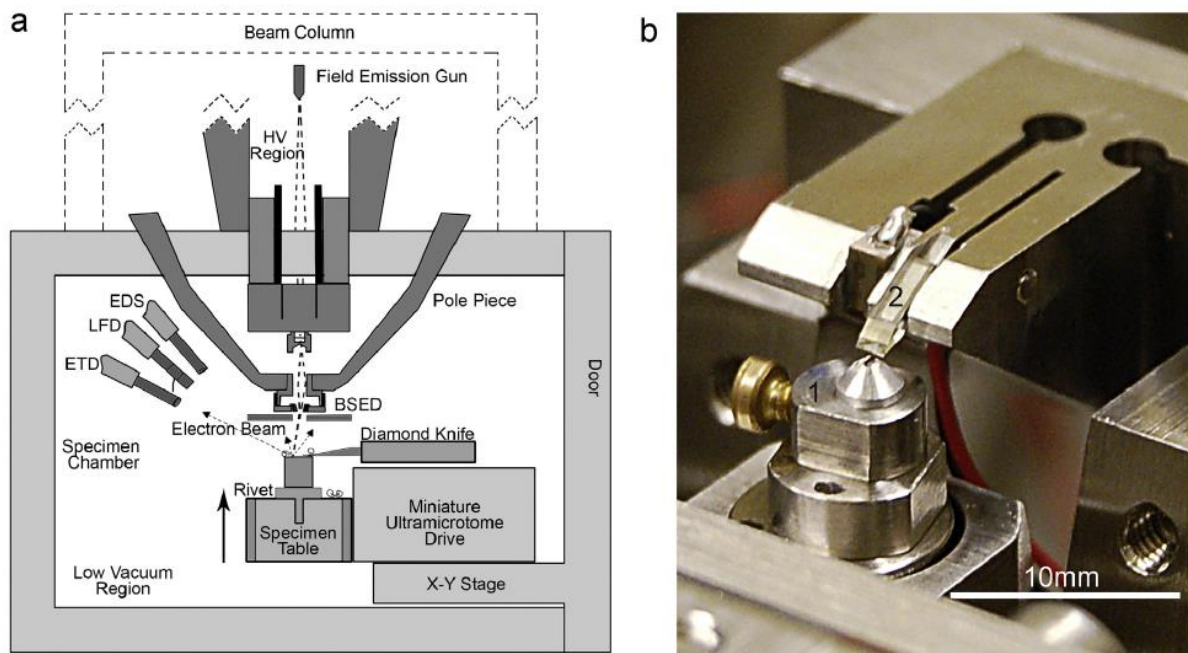 a
Beam Column
Field Emission Gun
HV
Region
Pole Piece
EDS
LFD
ETD
BSED
Electron Beam
Diamond Knife
Specimen
Chamber
Rivet
Specimen
Table
Miniature
Ultramicrotome
Drive
Low Vacuum
Region
X-Y Stage
Door
b
2
1
10mm